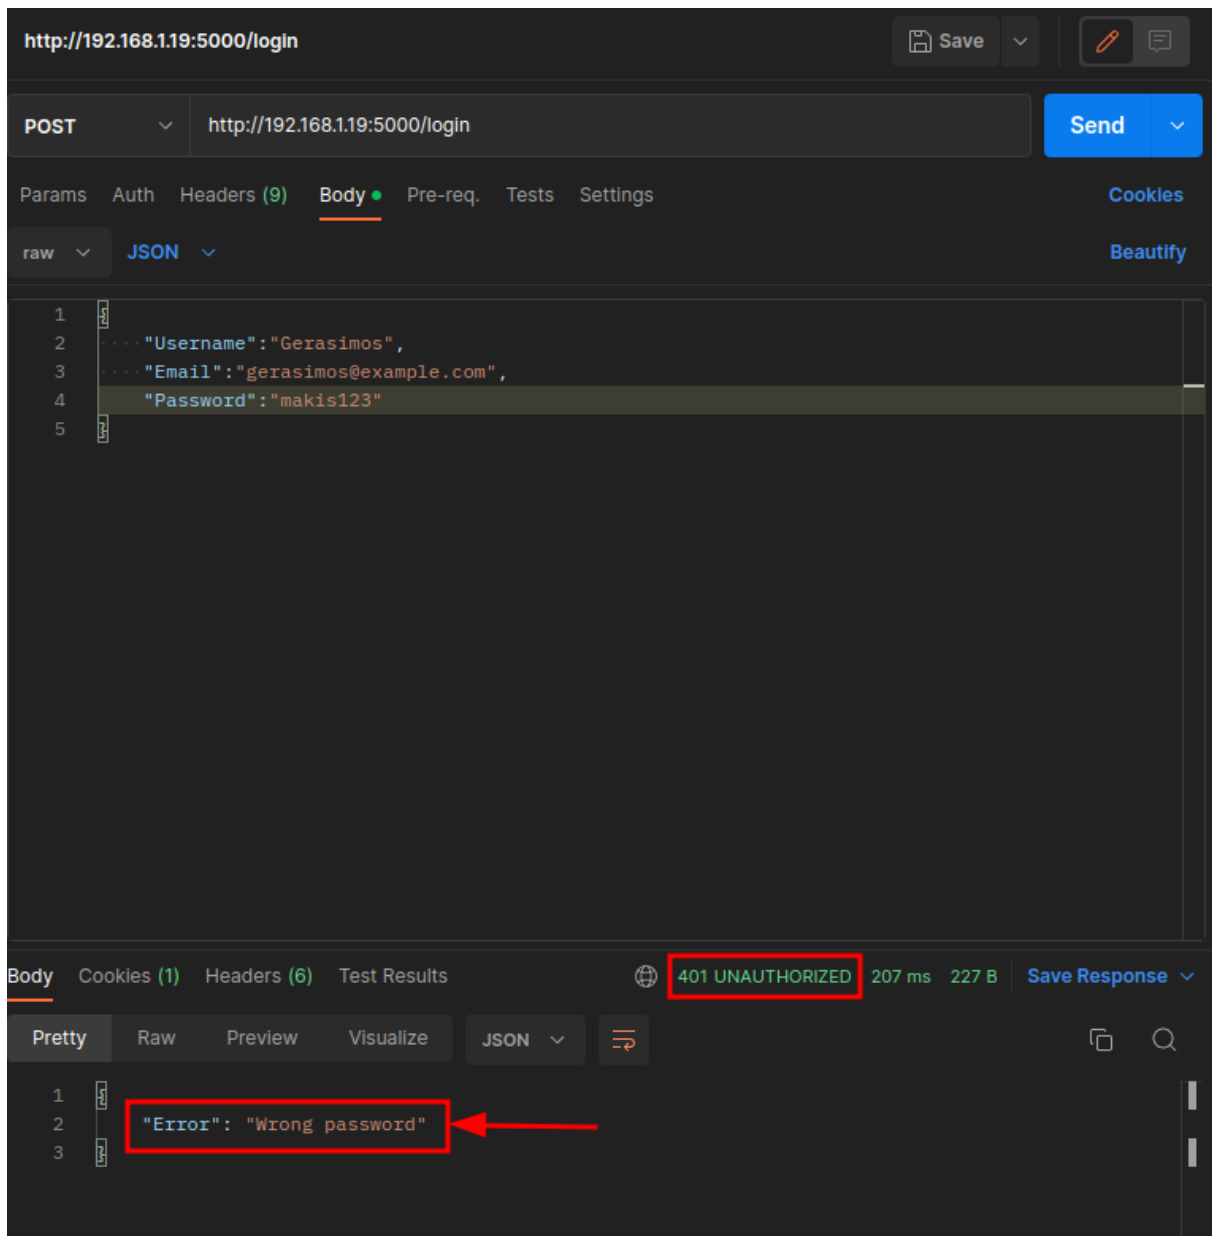 http://192.168.1.19:5000/login Save
POST http://192.168.1.19:5000/login Send
Params Auth Headers (9) Body Pre-req. Tests Settings Cookies
raw JSON Beautify
1 {
2 "Username":"Gerasimos",
3 "Email":"gerasimos@example.com",
4 "Password":"makis123"
5 }
Body Cookies (1) Headers (6) Test Results 401 UNAUTHORIZED 207 ms 227 B Save Response
Pretty Raw Preview Visualize JSON
1 {
2 "Error": "Wrong password"
3 }